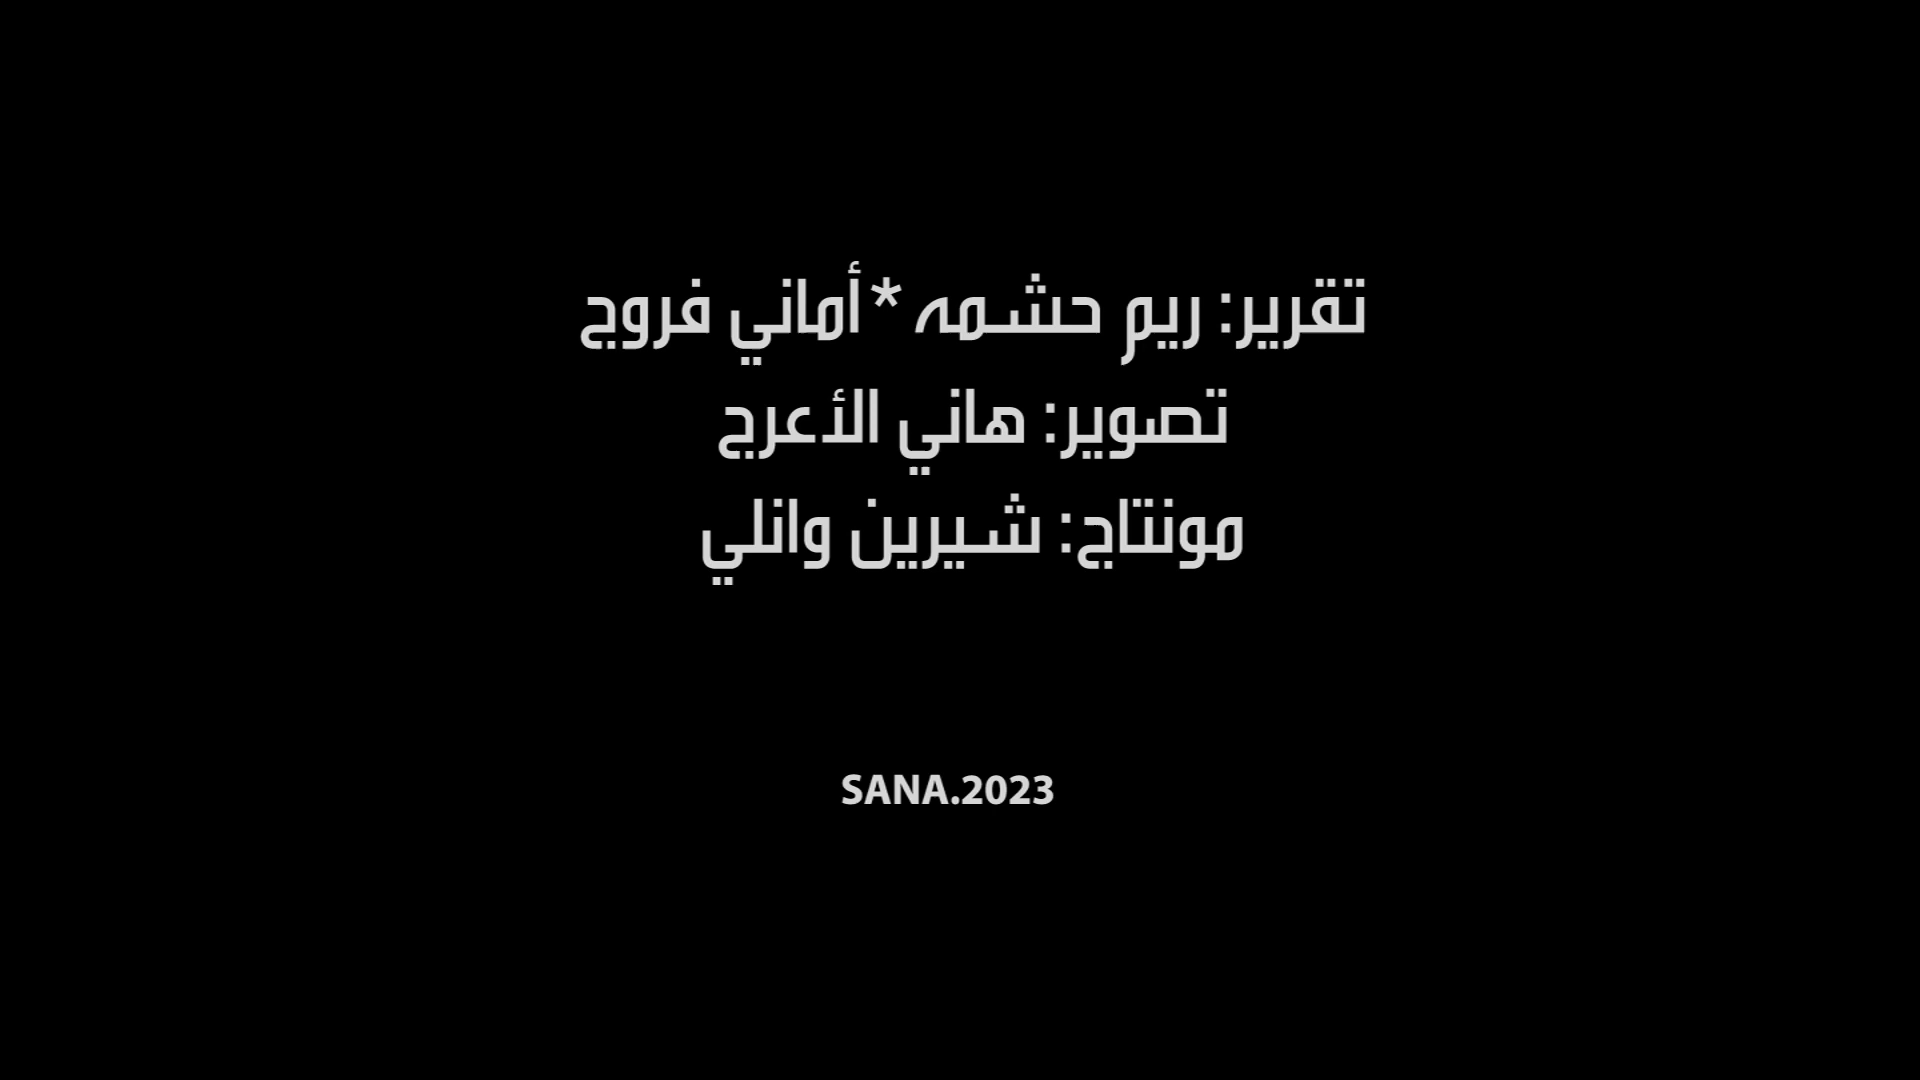 تقرير: ريم حشمه * أماني فروج
تصوير: هاني الأعرج
مونتاج: شيرين وانلي
SANA.2023